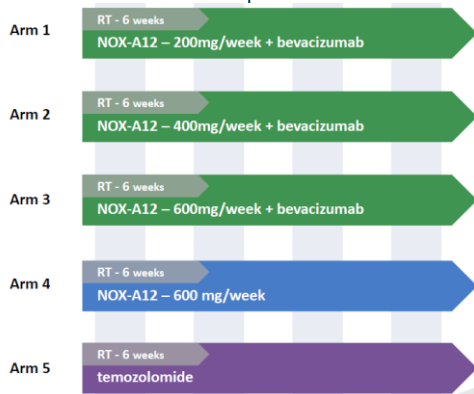 Arm 1
RT - 6 weeks
NOX-A12 – 200mg/week + bevacizumab
Arm 2
RT - 6 weeks
NOX-A12 – 400mg/week + bevacizumab
Arm 3
RT - 6 weeks
NOX-A12 – 600mg/week + bevacizumab
Arm 4
RT - 6 weeks
NOX-A12 – 600 mg/week
Arm 5
RT - 6 weeks
temozolomide